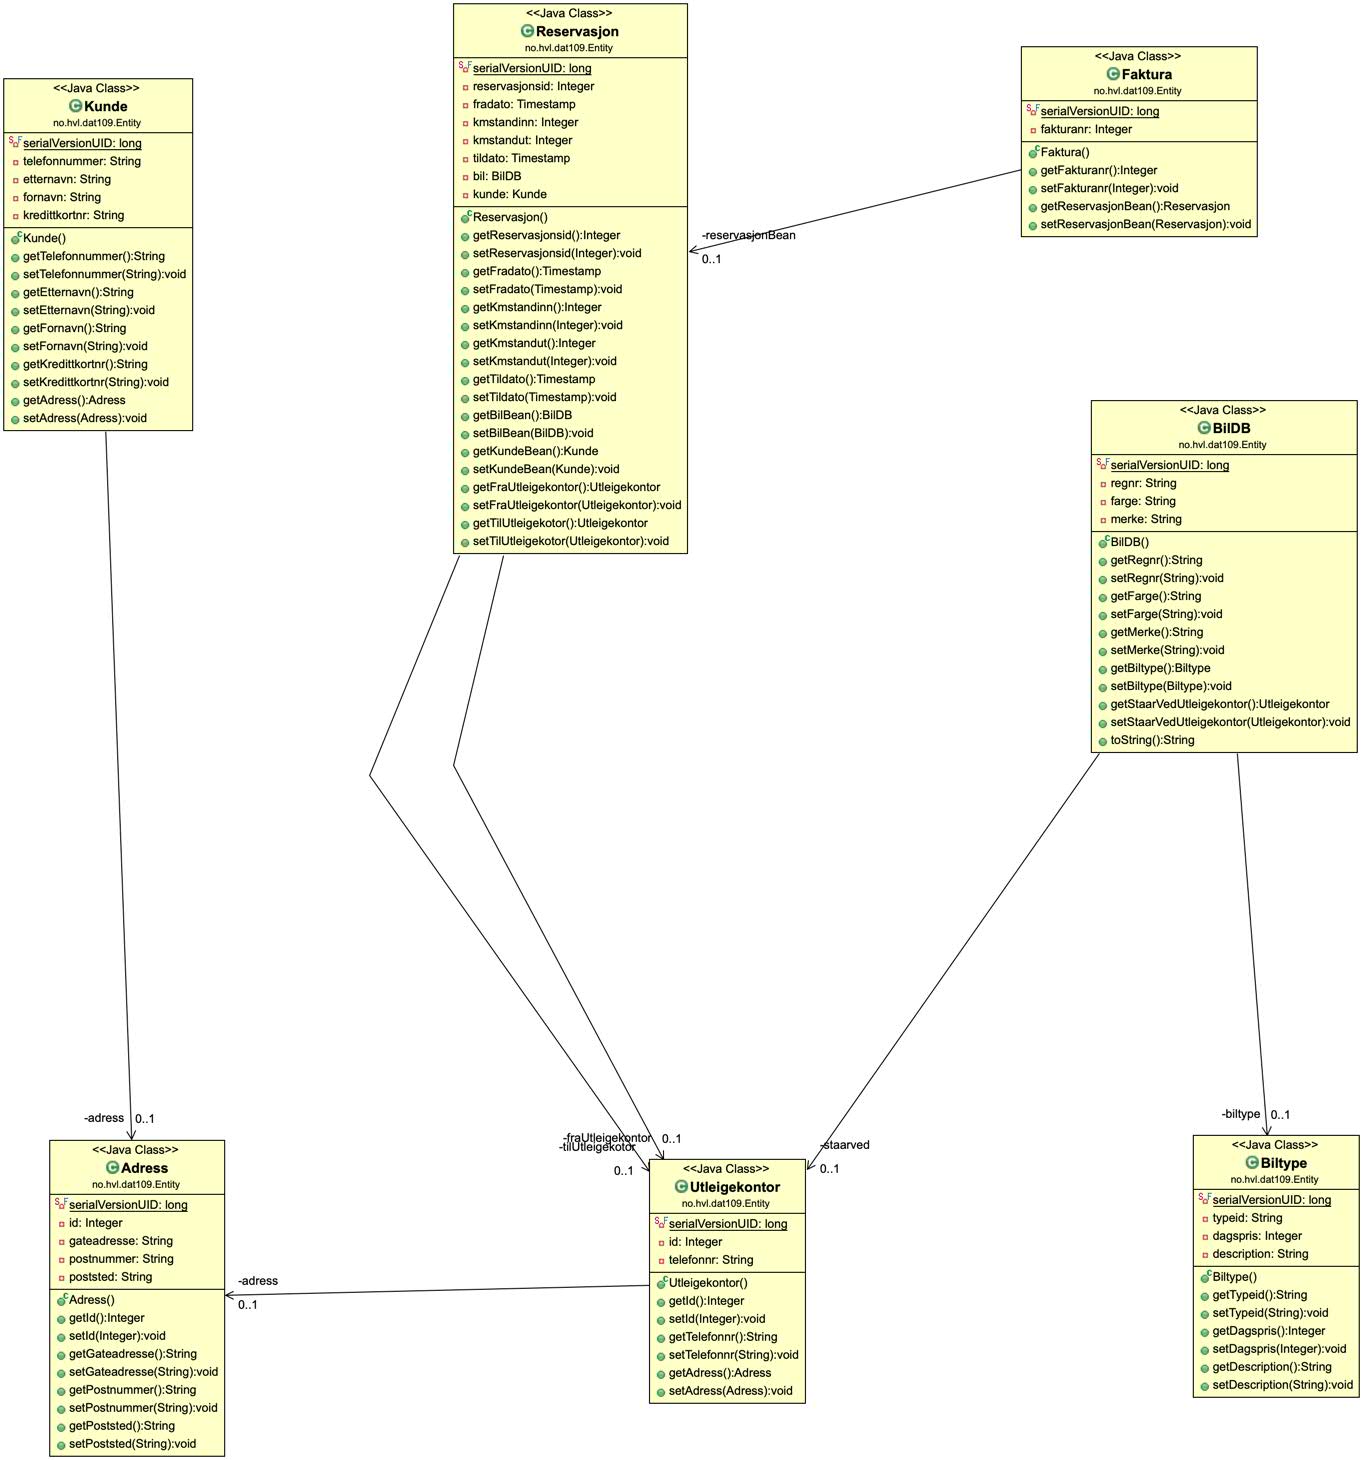 <<Java Class>>
Kunde
no.hvl.dat109.Entity
serialVersionUID: long
telefonnummer: String
etternavn: String
fornavn: String
kredittkortnr: String
Kunde()
getTelefonnummer():String
setTelefonnummer(String):void
getEtternavn():String
setEtternavn(String):void
getFornavn():String
setFornavn(String):void
getKredittkortnr():String
setKredittkortnr(String):void
getAdress():Adress
setAdress(Adress):void
<<Java Class>>
Reservasjon
no.hvl.dat109.Entity
serialVersionUID: long
reservasjonsid: Integer
fradato: Timestamp
kmstandinn: Integer
kmstandut: Integer
tildato: Timestamp
bil: BilDB
kunde: Kunde
Reservasjon()
getReservasjonsid():Integer
setReservasjonsid(Integer):void
getFradato():Timestamp
setFradato(Timestamp):void
getKmstandinn():Integer
setKmstandinn(Integer):void
getKmstandut():Integer
setKmstandut(Integer):void
getTildato():Timestamp
setTildato(Timestamp):void
getBilBean():BilDB
setBilBean(BilDB):void
getKundeBean():Kunde
setKundeBean(Kunde):void
getFraUtleigekontor():Utleigekontor
setFraUtleigekontor(Utleigekontor):void
getTilUtleigekotor():Utleigekontor
setTilUtleigekotor(Utleigekontor):void
<<Java Class>>
Faktura
no.hvl.dat109.Entity
serialVersionUID: long
fakturanr: Integer
Faktura()
getFakturanr():Integer
setFakturanr(Integer):void
getReservasjonBean():Reservasjon
setReservasjonBean(Reservasjon):void
-reservasjonBean
0..1
<<Java Class>>
BilDB
no.hvl.dat109.Entity
serialVersionUID: long
regnr: String
farge: String
merke: String
BilDB()
getRegnr():String
setRegnr(String):void
getFarge():String
setFarge(String):void
getMerke():String
setMerke(String):void
getBiltype():Biltype
setBiltype(Biltype):void
getStaarVedUtleigekontor():Utleigekontor
setStaarVedUtleigekontor(Utleigekontor):void
toString():String
-adress 0..1
-fraUtleigekontor 0..1
-tilUtleigekotor
0..1
-staarved
0..1
-biltype 0..1
<<Java Class>>
Adress
no.hvl.dat109.Entity
serialVersionUID: long
id: Integer
gateadresse: String
postnummer: String
poststed: String
Adress()
getId():Integer
setId(Integer):void
getGateadresse():String
setGateadresse(String):void
getPostnummer():String
setPostnummer(String):void
getPoststed():String
setPoststed(String):void
-adress
0..1
<<Java Class>>
Utleigekontor
no.hvl.dat109.Entity
serialVersionUID: long
id: Integer
telefonnr: String
Utleigekontor()
getId():Integer
setId(Integer):void
getTelefonnr():String
setTelefonnr(String):void
getAdress():Adress
setAdress(Adress):void
<<Java Class>>
Biltype
no.hvl.dat109.Entity
serialVersionUID: long
typeid: String
dagspris: Integer
description: String
Biltype()
getTypeid():String
setTypeid(String):void
getDagspris():Integer
setDagspris(Integer):void
getDescription():String
setDescription(String):void